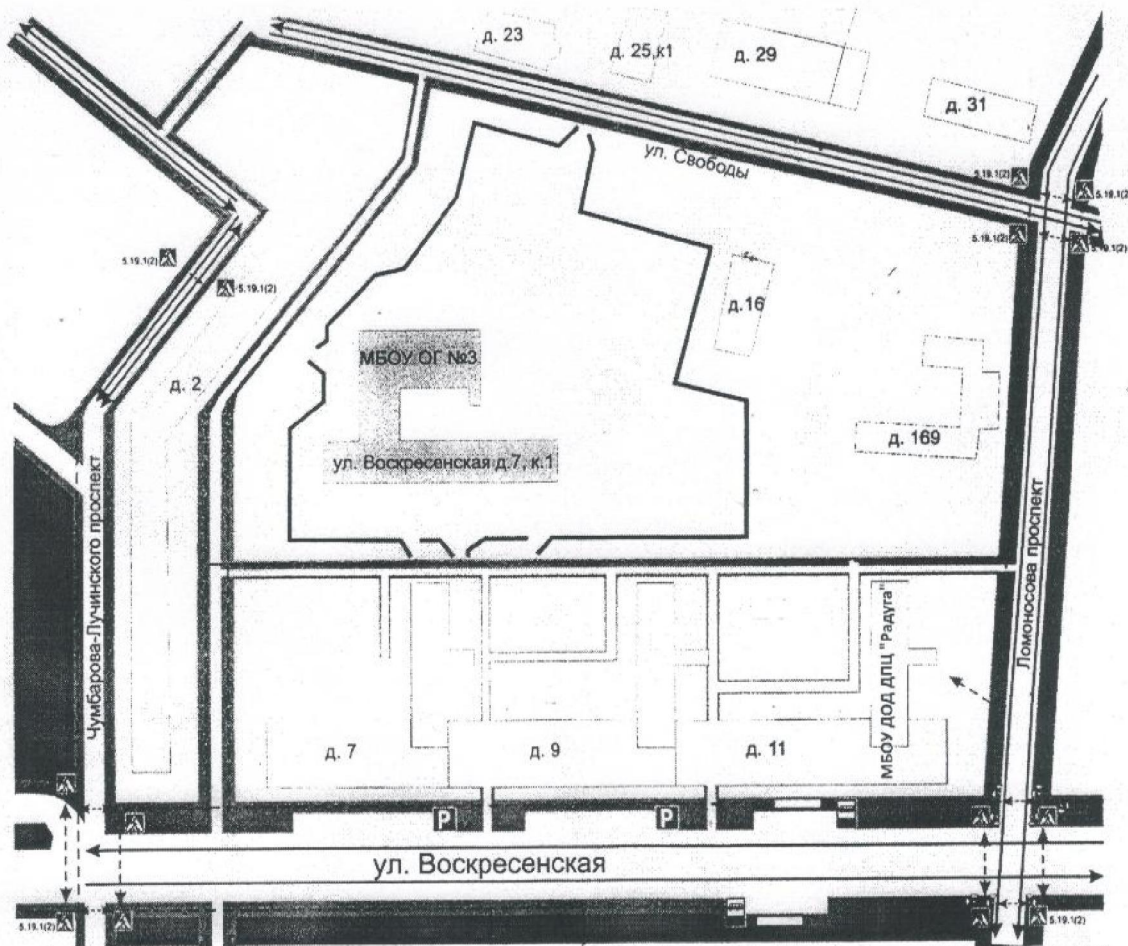 д. 23
д. 25,к1
д. 29
д. 31
ул. Свободы
5.19.1(2)
5.19.1(2)
5.19.1(2)
5.19.1(2)
5.19.1(2)
5.19.1(2)
д.16
МБОУ ОГ №3
д. 2
д. 169
ул. Воскресенская д.7, к.1
Чумбарова-Лучинского проспект
Ломоносова проспект
МБОУ ДОД ДПЦ "Радуга"
д. 7
д. 9
д. 11
P
P
ул. Воскресенская
5.19.1(2)
5.19.1(2)